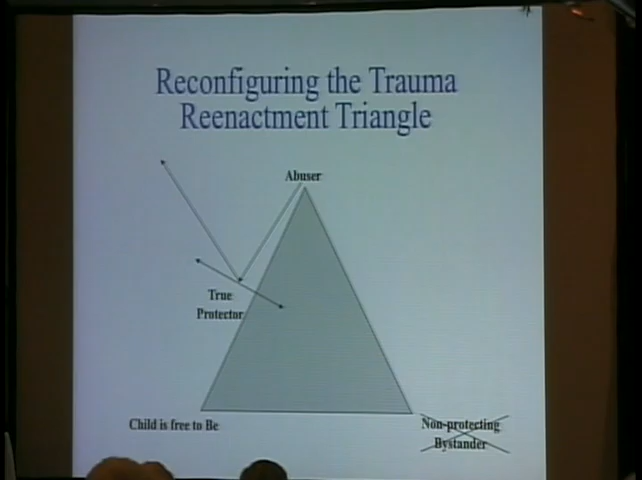 Reconfiguring the Trauma
Reenactment Triangle
Abuser
True
Protector
Child is free to Be
Non-protecting
Bystander